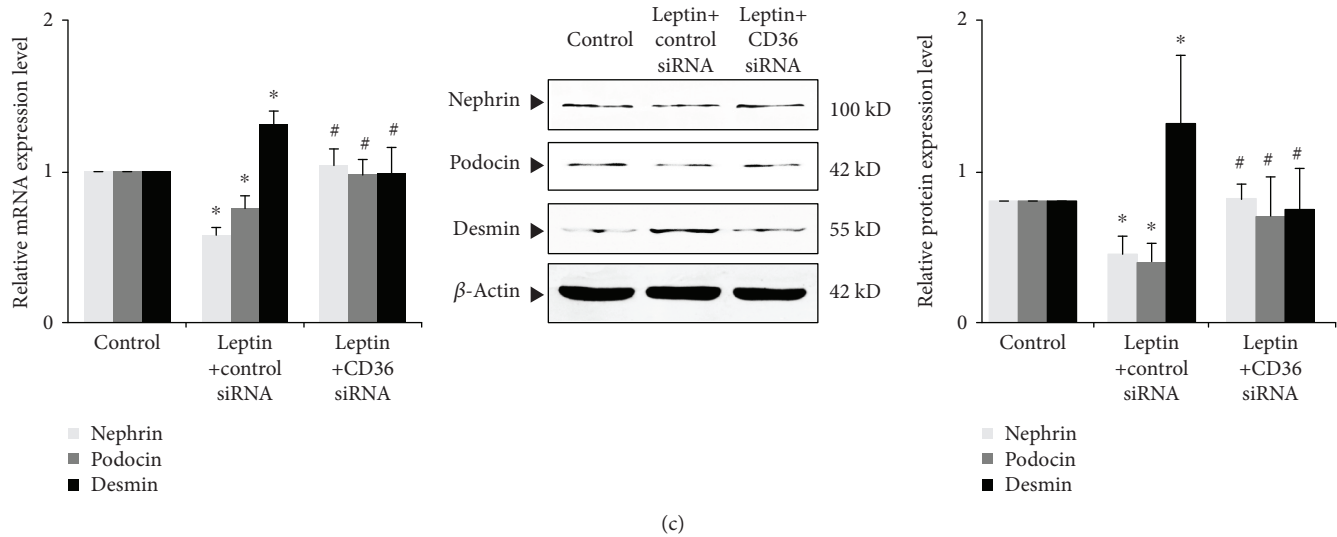 Relative mRNA expression level
2
1
0
*
*
*
#
#
#
Control
Leptin
+control
siRNA
Leptin
+CD36
siRNA
Nephrin
Podocin
Desmin
Control
Leptin+
control
siRNA
Leptin+
CD36
siRNA
Nephrin
100 kD
Podocin
42 kD
Desmin
55 kD
β-Actin
42 kD
Relative protein expression level
2
1
0
*
*
*
#
#
#
Control
Leptin
+control
siRNA
Leptin
+CD36
siRNA
Nephrin
Podocin
Desmin
(c)